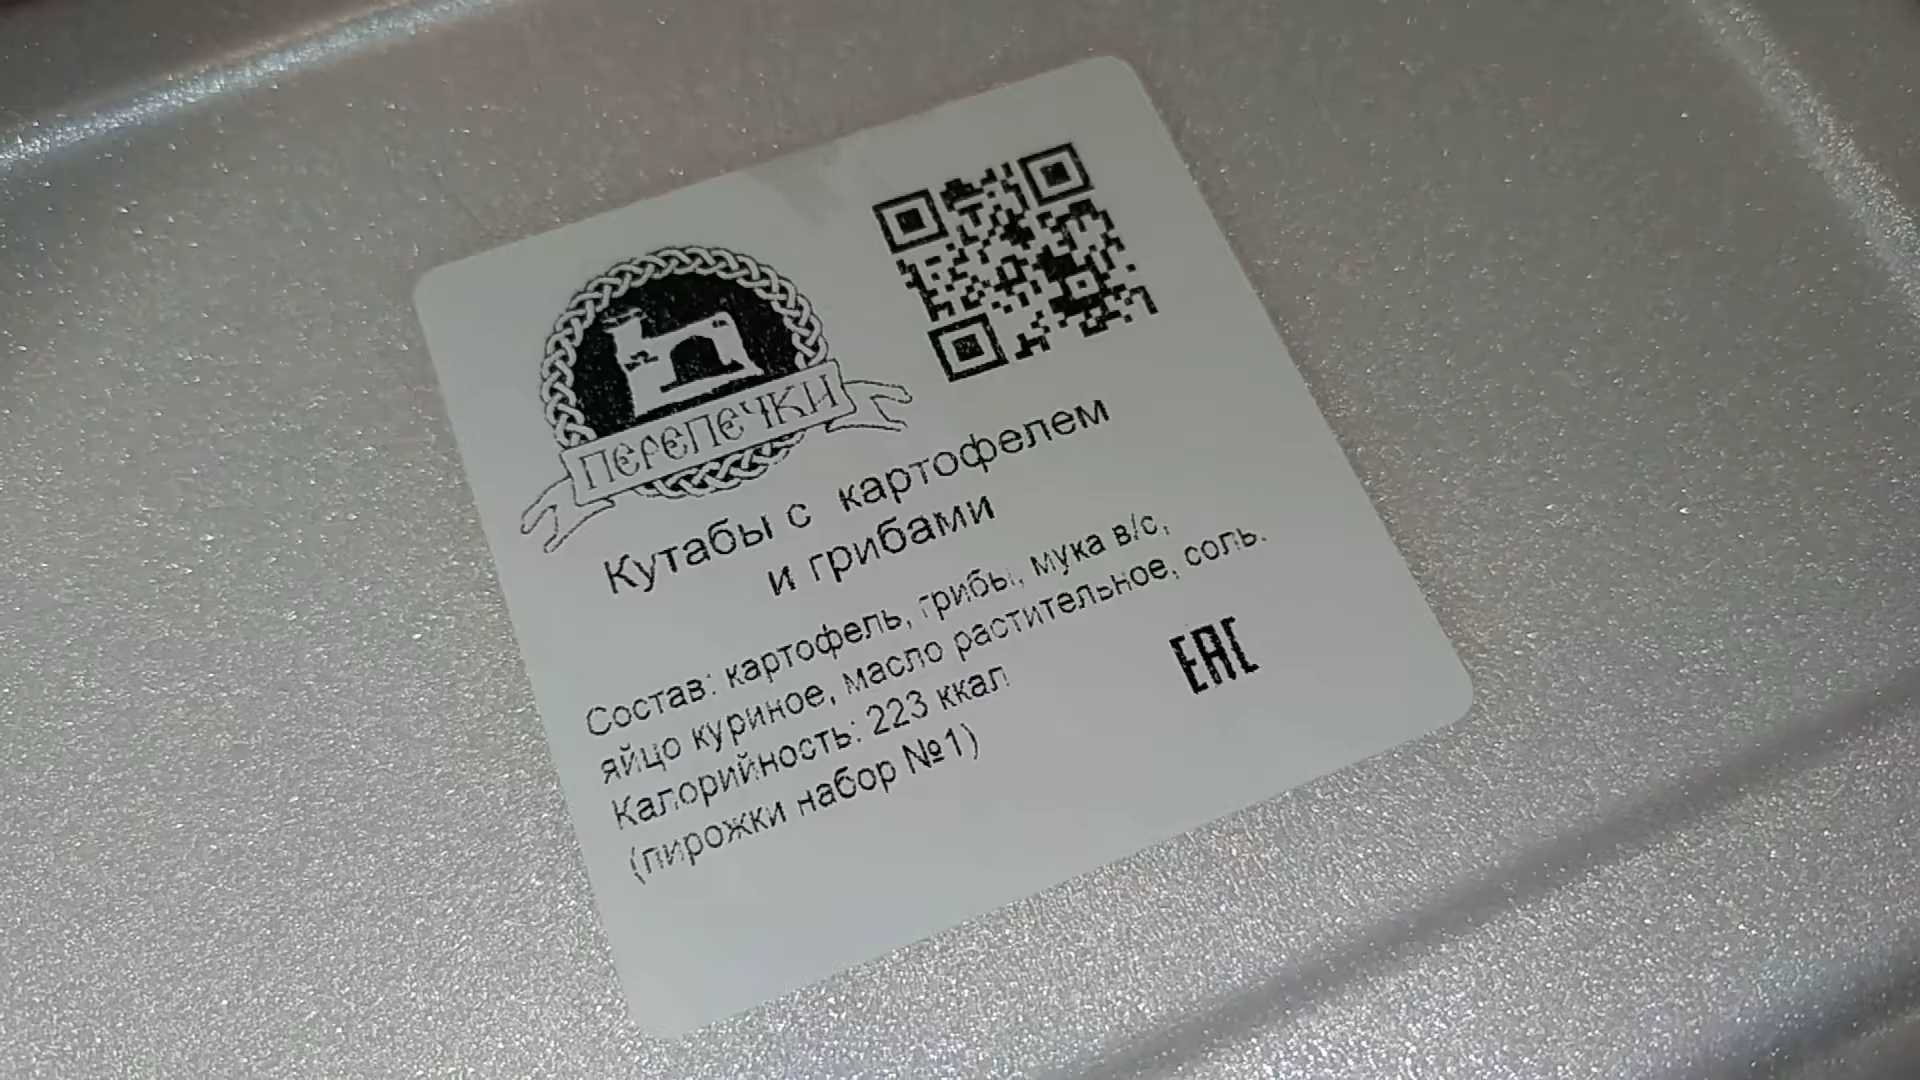 ПЕРЕПЕЧКИ
Кутабы с картофелем
и грибами
Состав: картофель, грибы, мука в/с,
яйцо куриное, масло растительное, соль.
Калорийность: 223 ккал
(пирожки набор №1)
EAC